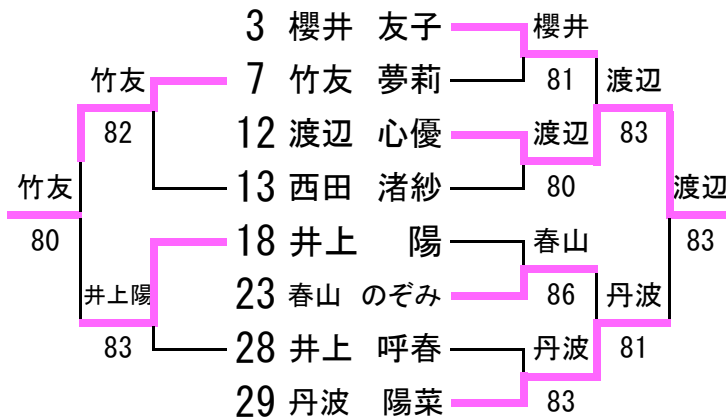 3 櫻井 友子 櫻井
竹友 7 竹友 夢莉 81 渡辺
82 12 渡辺 心優 渡辺 83
竹友 13 西田 渚紗 80 渡辺
80 18 井上 陽 春山 83
井上陽 23 春山 のぞみ 86 丹波
83 28 井上 呼春 丹波 81
29 丹波 陽菜 83